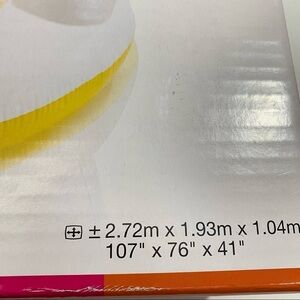 ± 2.72m x 1.93m x 1.04m
107" x 76" x 41"